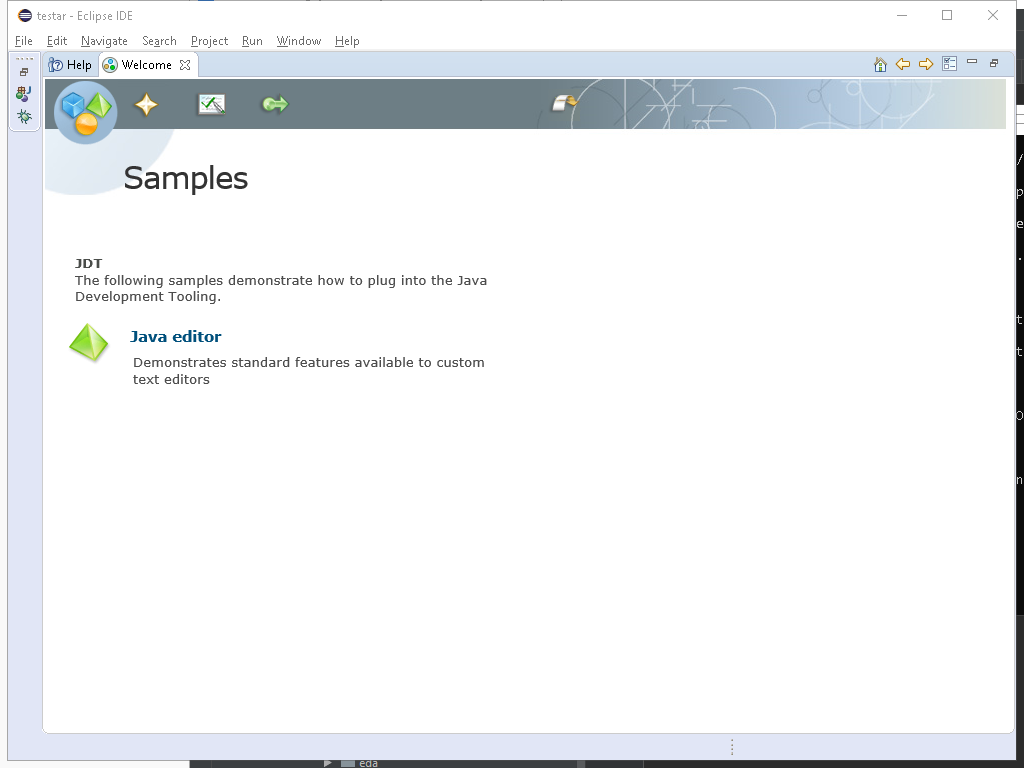 testar - Eclipse IDE
File Edit Navigate Search Project Run Window Help
Help Welcome
Samples
JDT
The following samples demonstrate how to plug into the Java
Development Tooling.
Java editor
Demonstrates standard features available to custom
text editors
eda